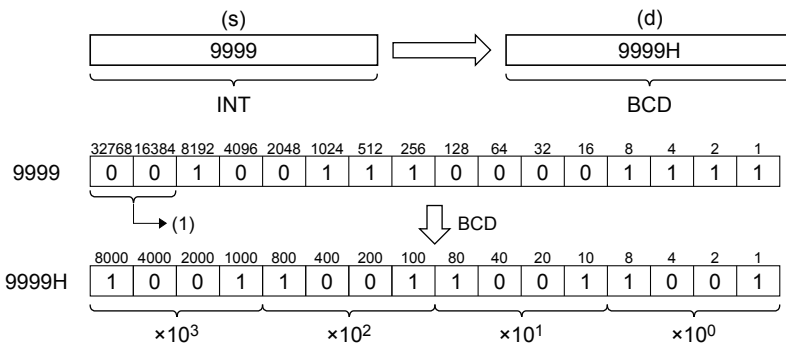 (s) (d)
9999 9999H
INT BCD
32768 16384 8192 4096 2048 1024 512 256 128 64 32 16 8 4 2 1
9999 0 0 1 0 0 1 1 1 0 0 0 0 1 1 1 1
(1) BCD
8000 4000 2000 1000 800 400 200 100 80 40 20 10 8 4 2 1
9999H 1 0 0 1 1 0 0 1 1 0 0 1 1 0 0 1
×10³ ×10² ×10¹ ×10⁰